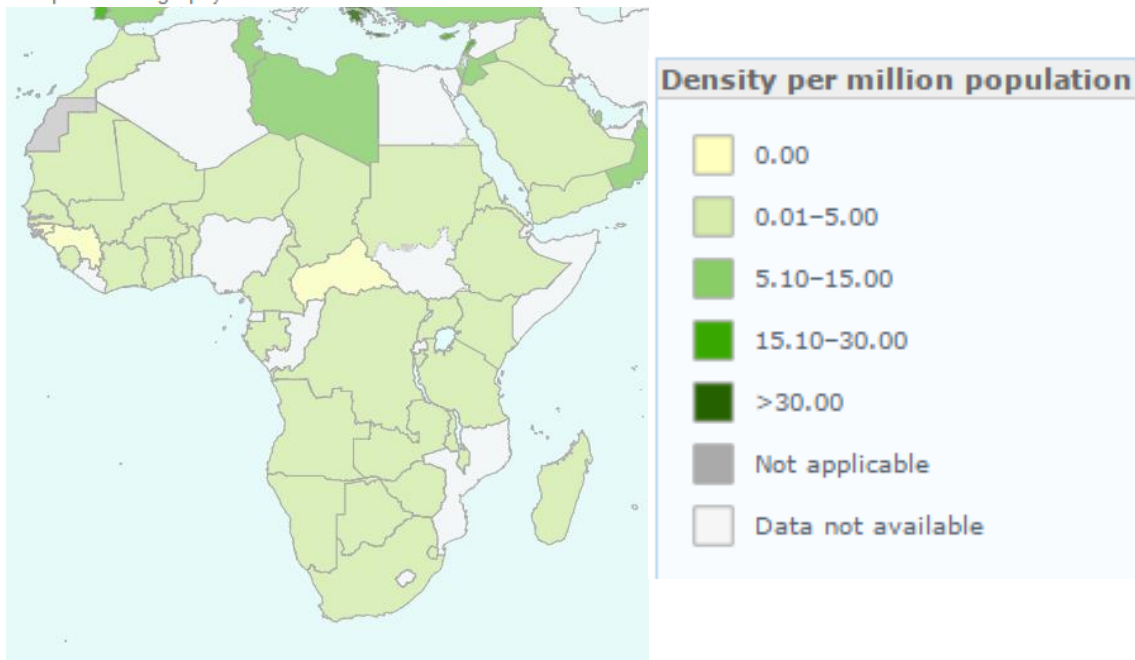 Density per million population
0.00
0.01–5.00
5.10–15.00
15.10–30.00
>30.00
Not applicable
Data not available